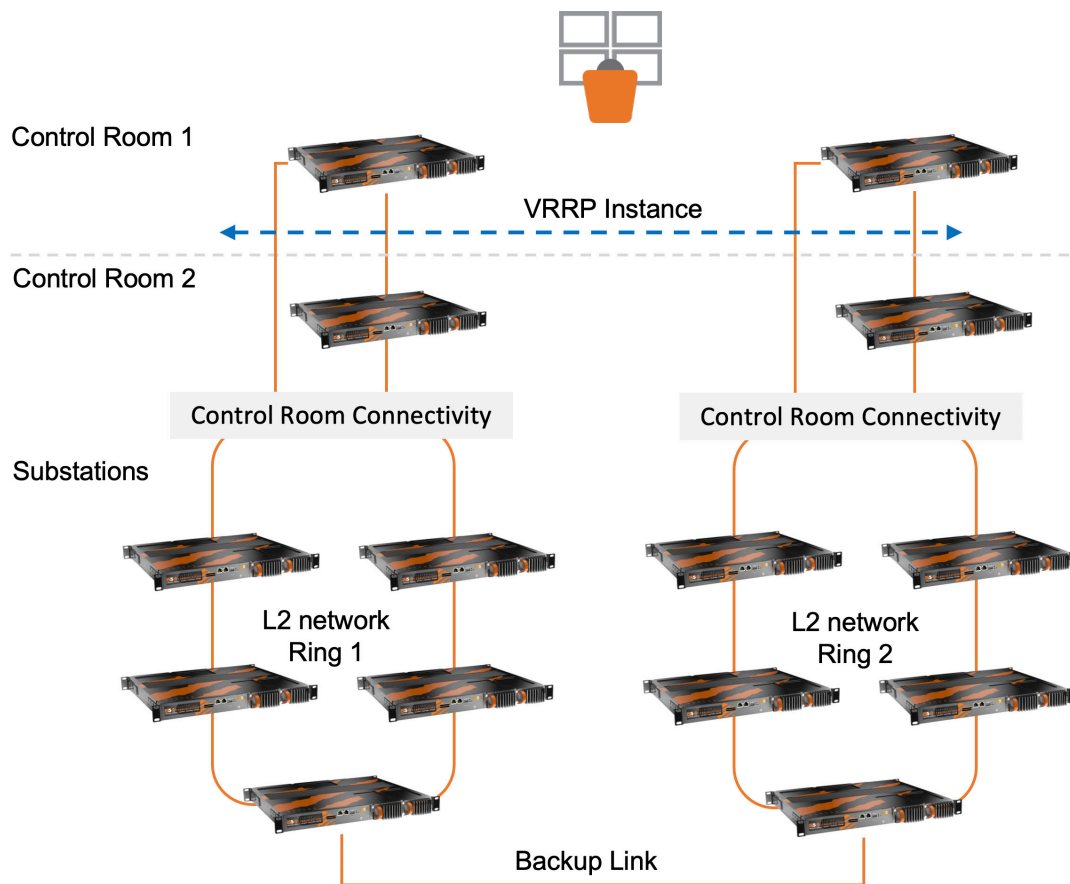 Control Room 1
VRRP Instance
Control Room 2
Control Room Connectivity
Control Room Connectivity
Substations
L2 network
Ring 1
L2 network
Ring 2
Backup Link